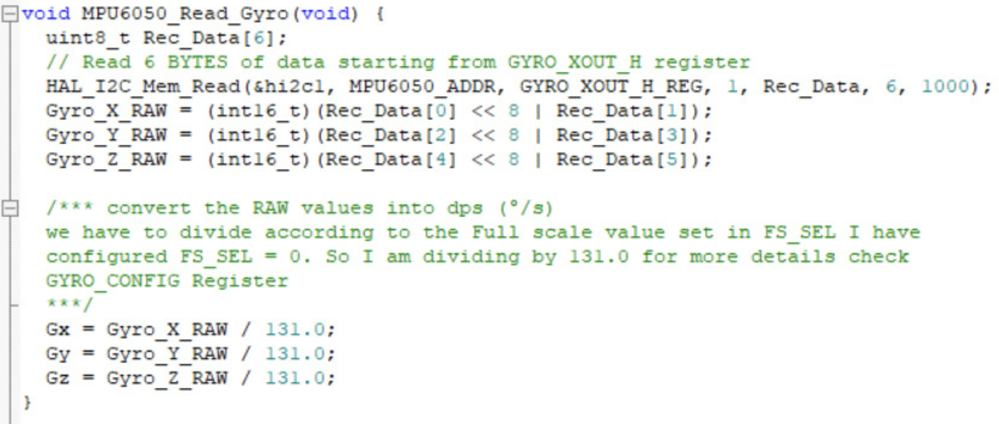 void MPU6050_Read_Gyro(void) {
uint8_t Rec_Data[6];
// Read 6 BYTES of data starting from GYRO_XOUT_H register
HAL_I2C_Mem_Read(&hi2c1, MPU6050_ADDR, GYRO_XOUT_H_REG, 1, Rec_Data, 6, 1000);
Gyro_X_RAW = (int16_t)(Rec_Data[0] << 8 | Rec_Data[1]);
Gyro_Y_RAW = (int16_t)(Rec_Data[2] << 8 | Rec_Data[3]);
Gyro_Z_RAW = (int16_t)(Rec_Data[4] << 8 | Rec_Data[5]);
/*** convert the RAW values into dps (°/s)
we have to divide according to the Full scale value set in FS_SEL I have
configured FS_SEL = 0. So I am dividing by 131.0 for more details check
GYRO_CONFIG Register
***/
Gx = Gyro_X_RAW / 131.0;
Gy = Gyro_Y_RAW / 131.0;
Gz = Gyro_Z_RAW / 131.0;
}